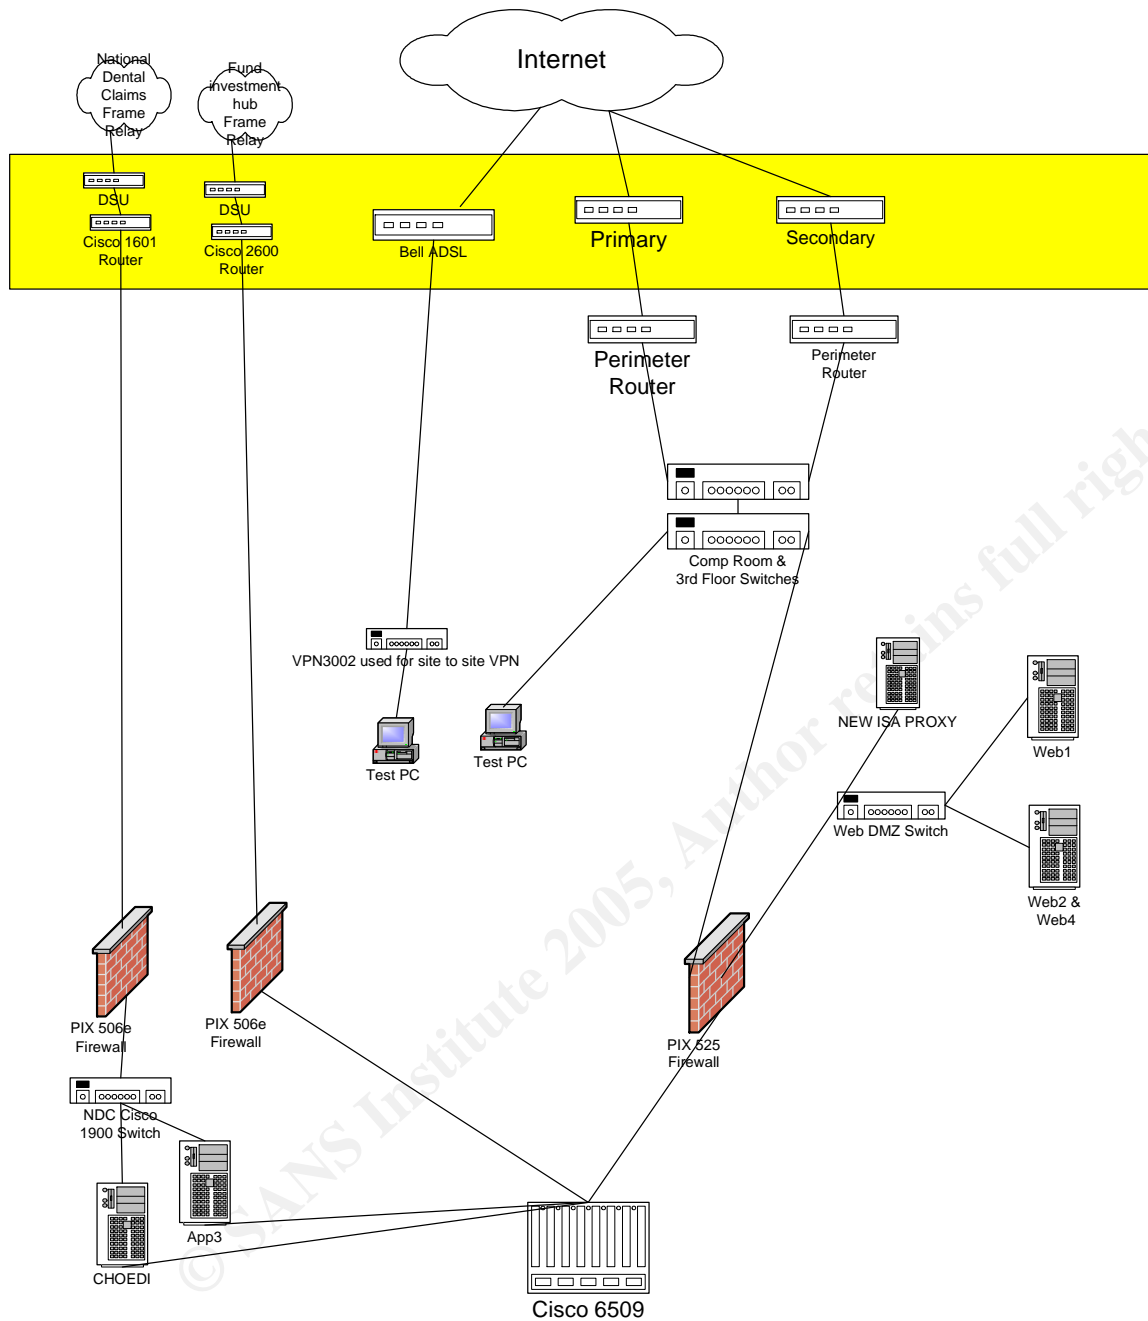 National
Dental
Claims
Frame
Relay
Fund
investment
hub
Frame
Relay
Internet
DSU
Cisco 1601
Router
DSU
Cisco 2600
Router
Bell ADSL
Primary
Secondary
Perimeter
Router
Perimeter
Router
Comp Room &
3rd Floor Switches
VPN3002 used for site to site VPN
Test PC
Test PC
NEW ISA PROXY
Web1
Web DMZ Switch
Web2 &
Web4
PIX 506e
Firewall
PIX 506e
Firewall
PIX 525
Firewall
NDC Cisco
1900 Switch
App3
CHOEDI
Cisco 6509
© SANS Institute 2005, Author retains full righ